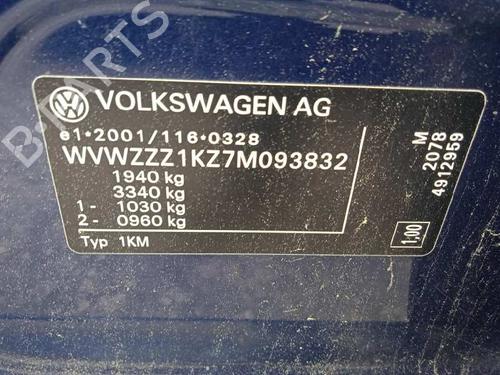 VOLKSWAGEN AG
e1*2001/116*0328
WVWZZZ1KZ7M093832
1940 kg
3340 kg
1 - 1030 kg
2 - 0960 kg
Typ 1KM
M
2078
4912959
1,00
B-PARTS